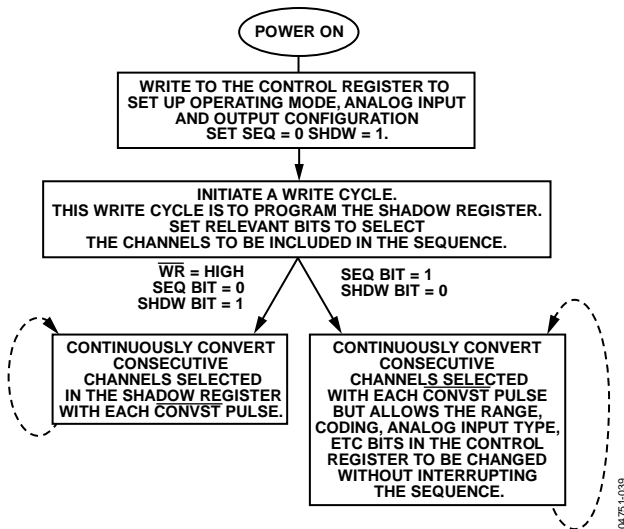 POWER ON
WRITE TO THE CONTROL REGISTER TO
SET UP OPERATING MODE, ANALOG INPUT
AND OUTPUT CONFIGURATION
SET SEQ = 0 SHDW = 1.
INITIATE A WRITE CYCLE.
THIS WRITE CYCLE IS TO PROGRAM THE SHADOW REGISTER.
SET RELEVANT BITS TO SELECT
THE CHANNELS TO BE INCLUDED IN THE SEQUENCE.
WR = HIGH
SEQ BIT = 0
SHDW BIT = 1
SEQ BIT = 1
SHDW BIT = 0
CONTINUOUSLY CONVERT
CONSECUTIVE
CHANNELS SELECTED
IN THE SHADOW REGISTER
WITH EACH CONVST PULSE.
CONTINUOUSLY CONVERT
CONSECUTIVE
CHANNELS SELECTED
WITH EACH CONVST PULSE
BUT ALLOWS THE RANGE,
CODING, ANALOG INPUT TYPE,
ETC BITS IN THE CONTROL
REGISTER TO BE CHANGED
WITHOUT INTERRUPTING
THE SEQUENCE.
04751-039